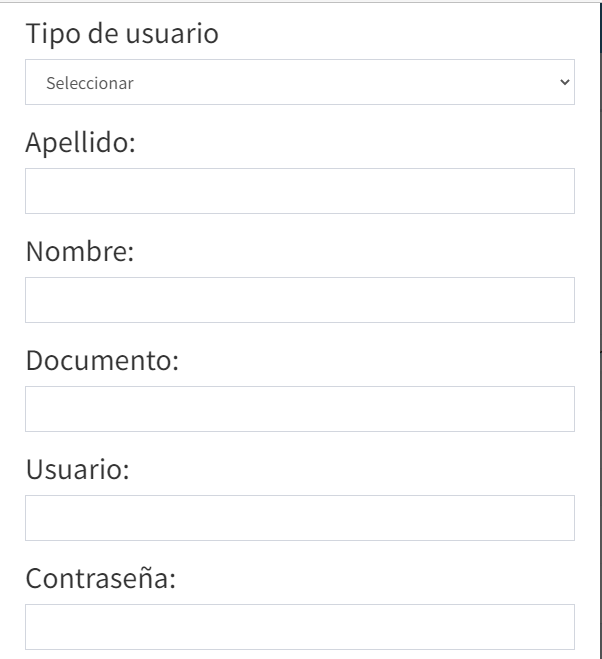 Tipo de usuario
Seleccionar
Apellido:
Nombre:
Documento:
Usuario:
Contraseña: